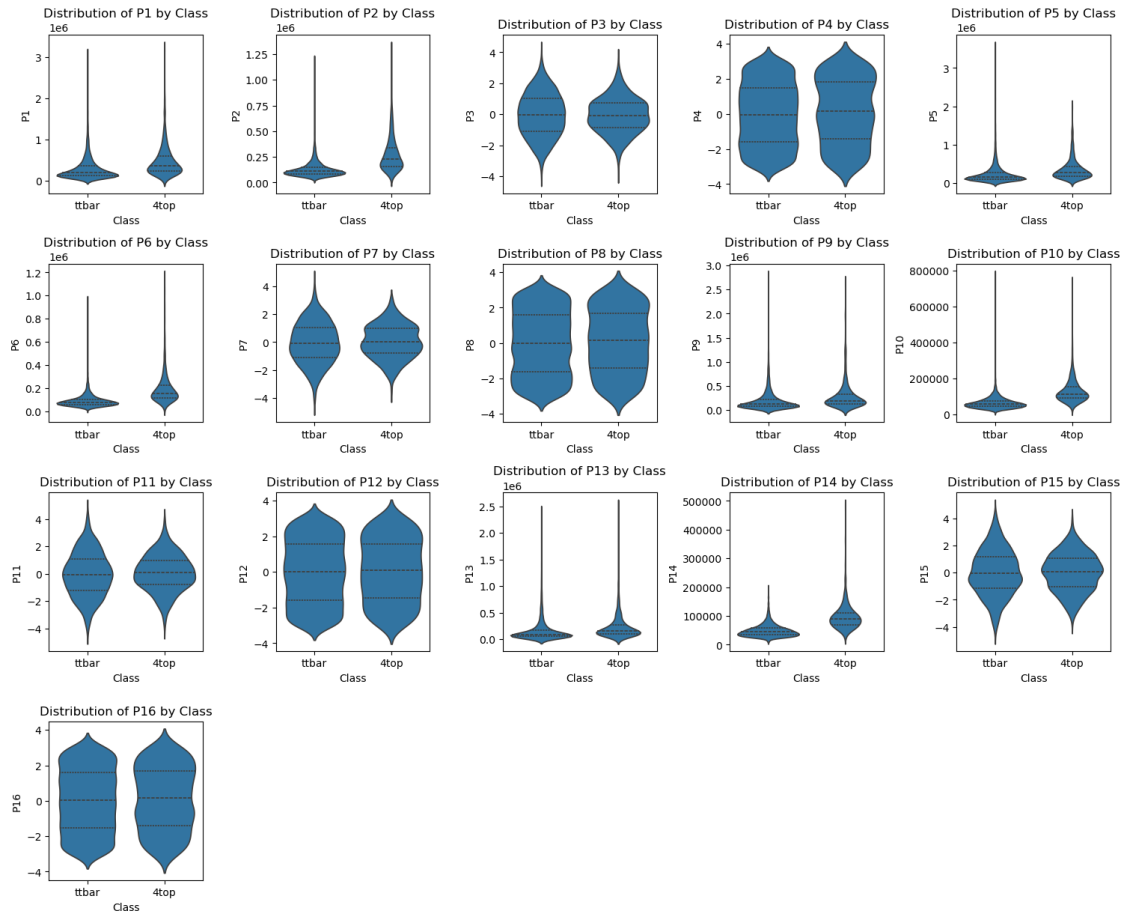 Distribution of P1 by Class
1e6
3
2
1
0
P1
ttbar
4top
Class
Distribution of P2 by Class
1e6
1.25
1.00
0.75
0.50
0.25
0.00
P2
ttbar
4top
Class
Distribution of P3 by Class
4
2
0
−2
−4
P3
ttbar
4top
Class
Distribution of P4 by Class
4
2
0
−2
−4
P4
ttbar
4top
Class
Distribution of P5 by Class
1e6
3
2
1
0
P5
ttbar
4top
Class
Distribution of P6 by Class
1e6
1.2
1.0
0.8
0.6
0.4
0.2
0.0
P6
ttbar
4top
Class
Distribution of P7 by Class
4
2
0
−2
−4
P7
ttbar
4top
Class
Distribution of P8 by Class
4
2
0
−2
−4
P8
ttbar
4top
Class
Distribution of P9 by Class
1e6
3.0
2.5
2.0
1.5
1.0
0.5
0.0
P9
ttbar
4top
Class
Distribution of P10 by Class
800000
600000
400000
200000
0
P10
ttbar
4top
Class
Distribution of P11 by Class
4
2
0
−2
−4
P11
ttbar
4top
Class
Distribution of P12 by Class
4
2
0
−2
−4
P12
ttbar
4top
Class
Distribution of P13 by Class
1e6
2.5
2.0
1.5
1.0
0.5
0.0
P13
ttbar
4top
Class
Distribution of P14 by Class
500000
400000
300000
200000
100000
0
P14
ttbar
4top
Class
Distribution of P15 by Class
4
2
0
−2
−4
P15
ttbar
4top
Class
Distribution of P16 by Class
4
2
0
−2
−4
P16
ttbar
4top
Class